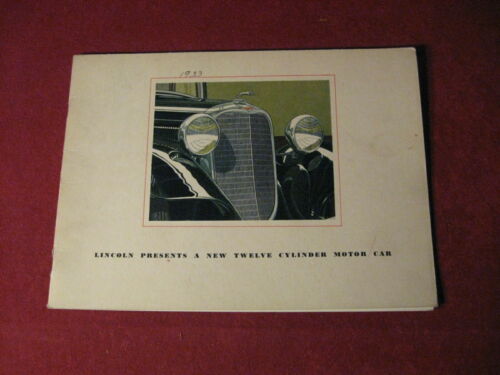 1933
LINCOLN PRESENTS A NEW TWELVE CYLINDER MOTOR CAR